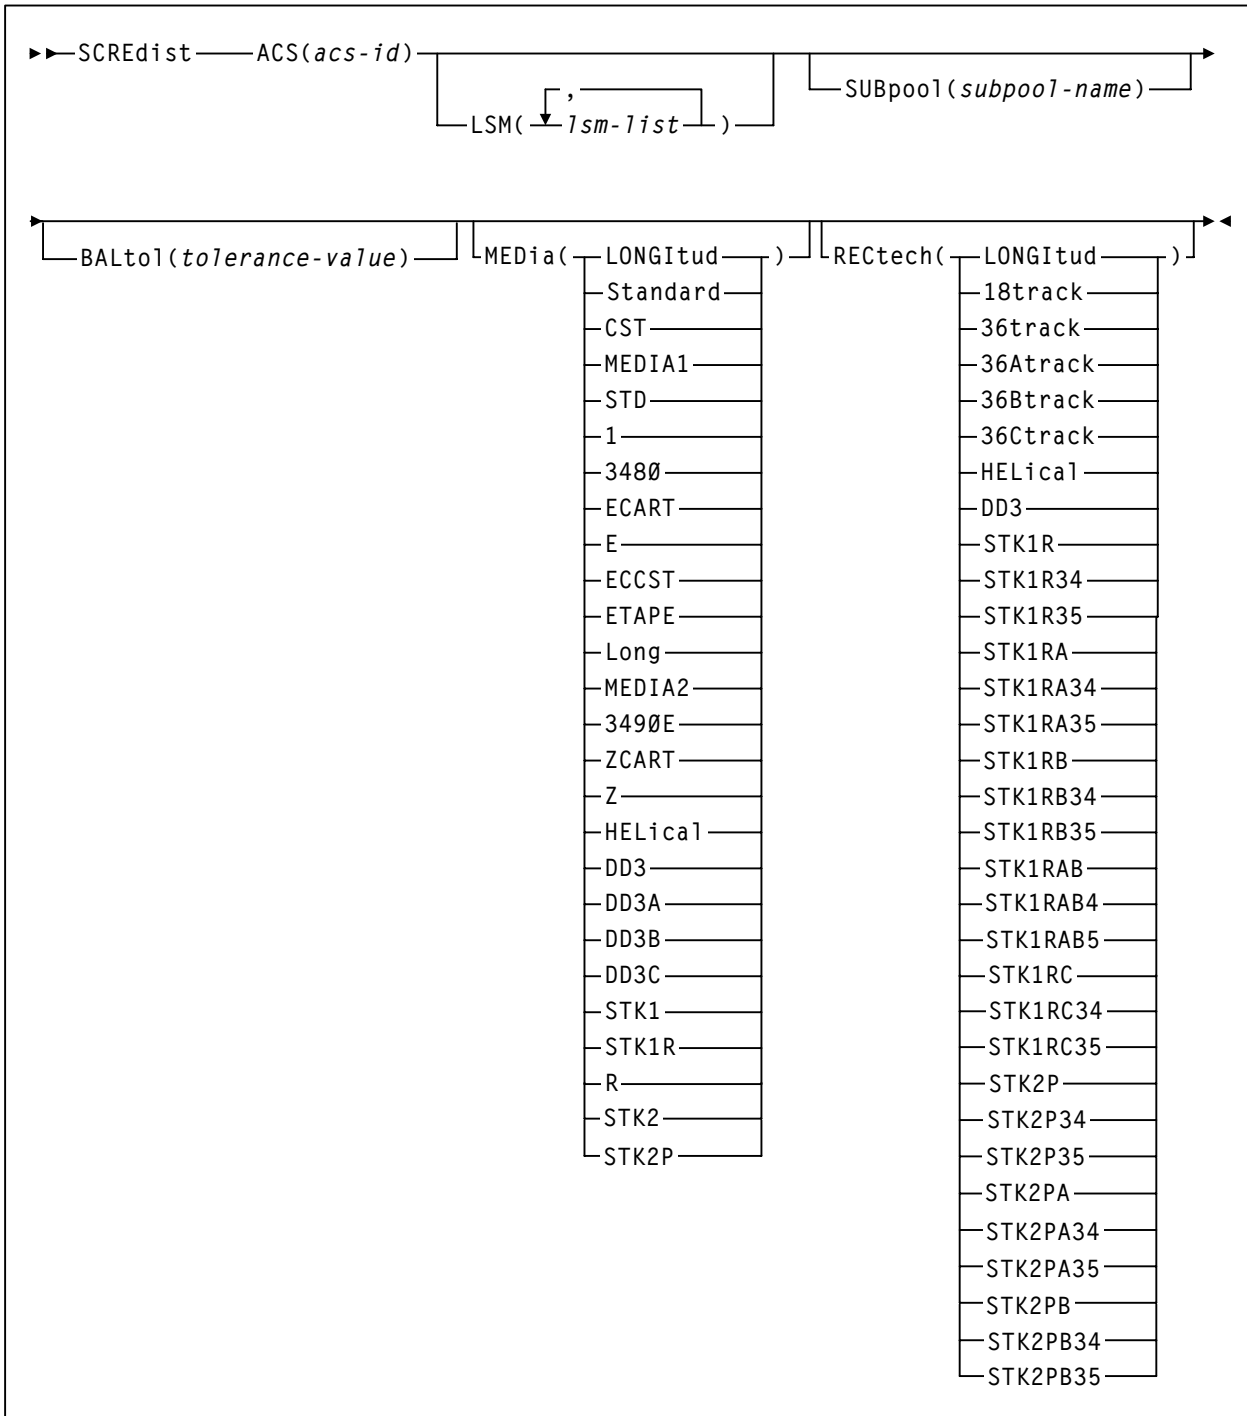 SCREdist ACS(acs-id)
LSM( , lsm-list )
SUBpool(subpool-name)
BALtol(tolerance-value)
MEDia( LONGItud )
Standard
CST
MEDIA1
STD
1
348Ø
ECART
E
ECCST
ETAPE
Long
MEDIA2
349ØE
ZCART
Z
HELical
DD3
DD3A
DD3B
DD3C
STK1
STK1R
R
STK2
STK2P
RECtech( LONGItud )
18track
36track
36Atrack
36Btrack
36Ctrack
HELical
DD3
STK1R
STK1R34
STK1R35
STK1RA
STK1RA34
STK1RA35
STK1RB
STK1RB34
STK1RB35
STK1RAB
STK1RAB4
STK1RAB5
STK1RC
STK1RC34
STK1RC35
STK2P
STK2P34
STK2P35
STK2PA
STK2PA34
STK2PA35
STK2PB
STK2PB34
STK2PB35